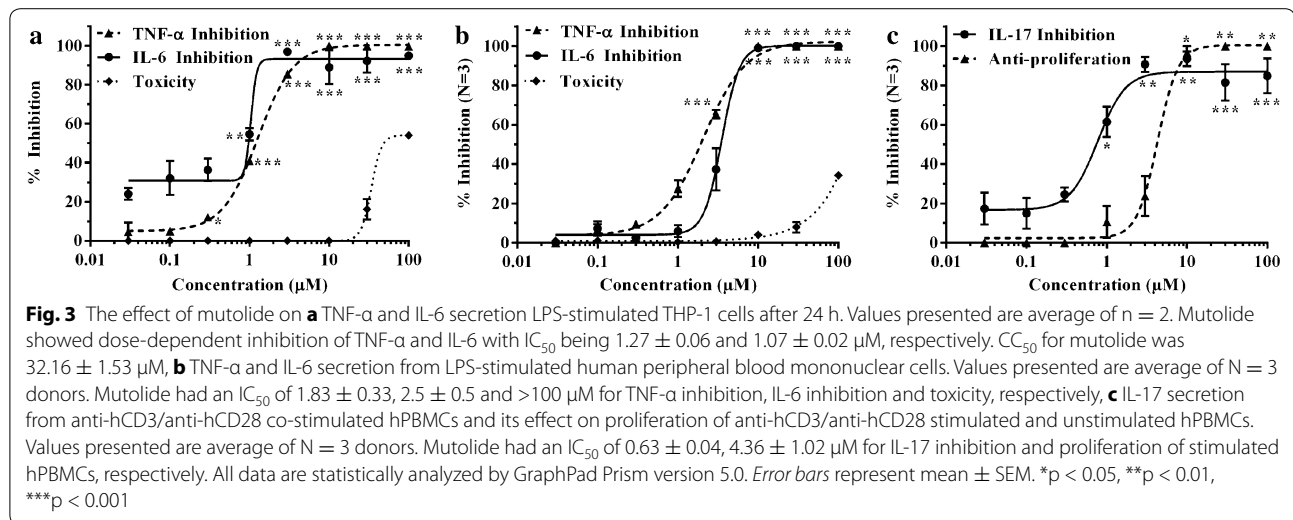 a
TNF-α Inhibition
IL-6 Inhibition
Toxicity
% Inhibition
100
80
60
40
20
0
0.01
0.1
1
10
100
Concentration (μM)
*
**
***
***
***
***
***
***
***
***
***
b
TNF-α Inhibition
IL-6 Inhibition
Toxicity
% Inhibition (N=3)
100
80
60
40
20
0
0.01
0.1
1
10
100
Concentration (μM)
***
***
***
***
***
***
***
c
IL-17 Inhibition
Anti-proliferation
% Inhibition (N=3)
100
80
60
40
20
0
0.01
0.1
1
10
100
Concentration (μM)
*
**
*
**
**
***
**
***
Fig. 3 The effect of mutolide on a TNF-α and IL-6 secretion LPS-stimulated THP-1 cells after 24 h. Values presented are average of n = 2. Mutolide
showed dose-dependent inhibition of TNF-α and IL-6 with IC50 being 1.27 ± 0.06 and 1.07 ± 0.02 μM, respectively. CC50 for mutolide was
32.16 ± 1.53 μM, b TNF-α and IL-6 secretion from LPS-stimulated human peripheral blood mononuclear cells. Values presented are average of N = 3
donors. Mutolide had an IC50 of 1.83 ± 0.33, 2.5 ± 0.5 and >100 μM for TNF-α inhibition, IL-6 inhibition and toxicity, respectively, c IL-17 secretion
from anti-hCD3/anti-hCD28 co-stimulated hPBMCs and its effect on proliferation of anti-hCD3/anti-hCD28 stimulated and unstimulated hPBMCs.
Values presented are average of N = 3 donors. Mutolide had an IC50 of 0.63 ± 0.04, 4.36 ± 1.02 μM for IL-17 inhibition and proliferation of stimulated
hPBMCs, respectively. All data are statistically analyzed by GraphPad Prism version 5.0. Error bars represent mean ± SEM. *p < 0.05, **p < 0.01,
***p < 0.001